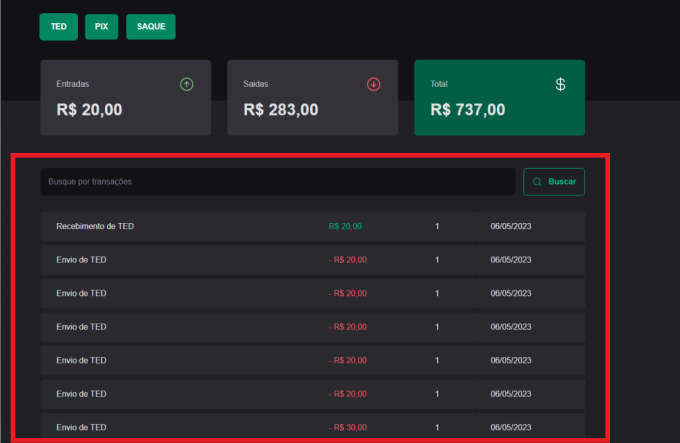 TED PIX SAQUE
Entradas Saídas Total
R$ 20,00 R$ 283,00 R$ 737,00
Busque por transações Buscar
Recebimento de TED R$ 20,00 1 06/05/2023
Envio de TED - R$ 20,00 1 06/05/2023
Envio de TED - R$ 20,00 1 06/05/2023
Envio de TED - R$ 20,00 1 06/05/2023
Envio de TED - R$ 20,00 1 06/05/2023
Envio de TED - R$ 20,00 1 06/05/2023
Envio de TED - R$ 30,00 1 06/05/2023